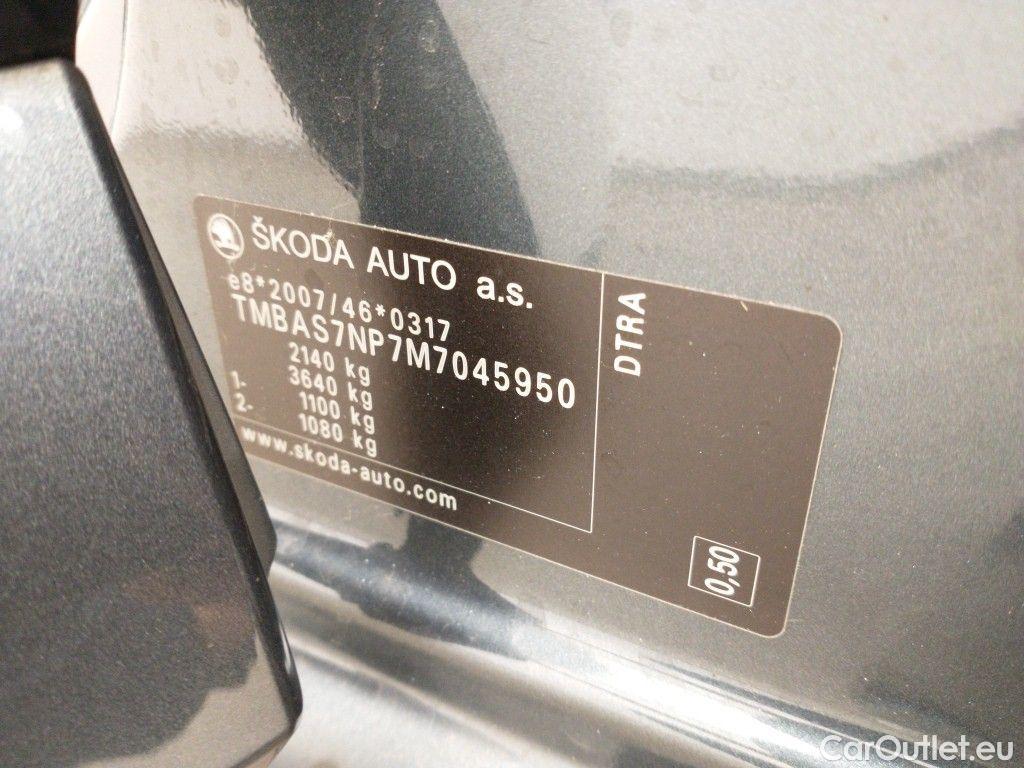 ŠKODA AUTO a.s.
e8*2007/46*0317
TMBAS7NP7M7045950
2140 kg
1- 3640 kg
2- 1100 kg
1080 kg
www.skoda-auto.com
DTRA
0,50
CarOutlet.eu